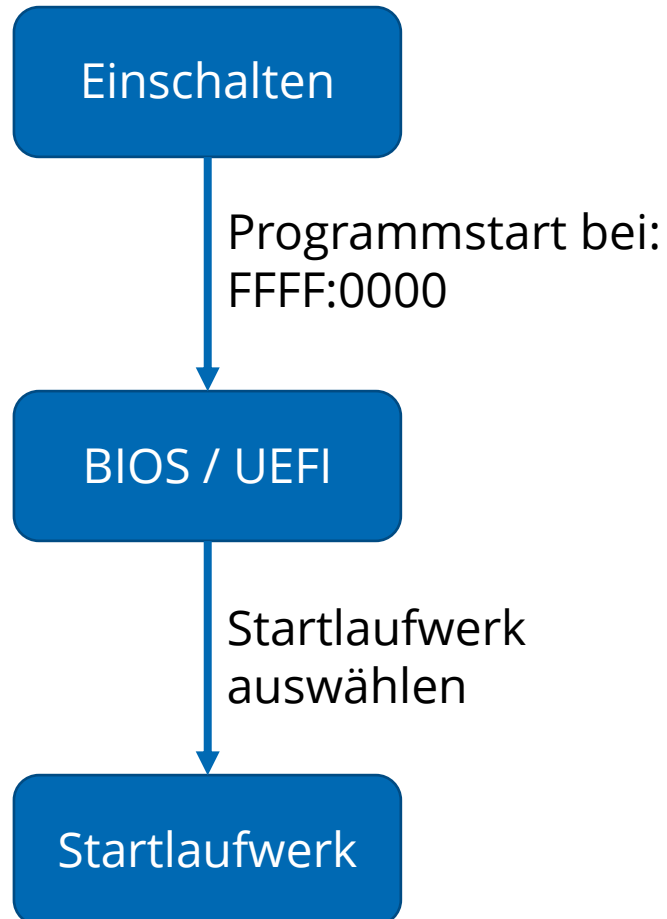 Einschalten
Programmstart bei:
FFFF:0000
BIOS / UEFI
Startlaufwerk
auswählen
Startlaufwerk